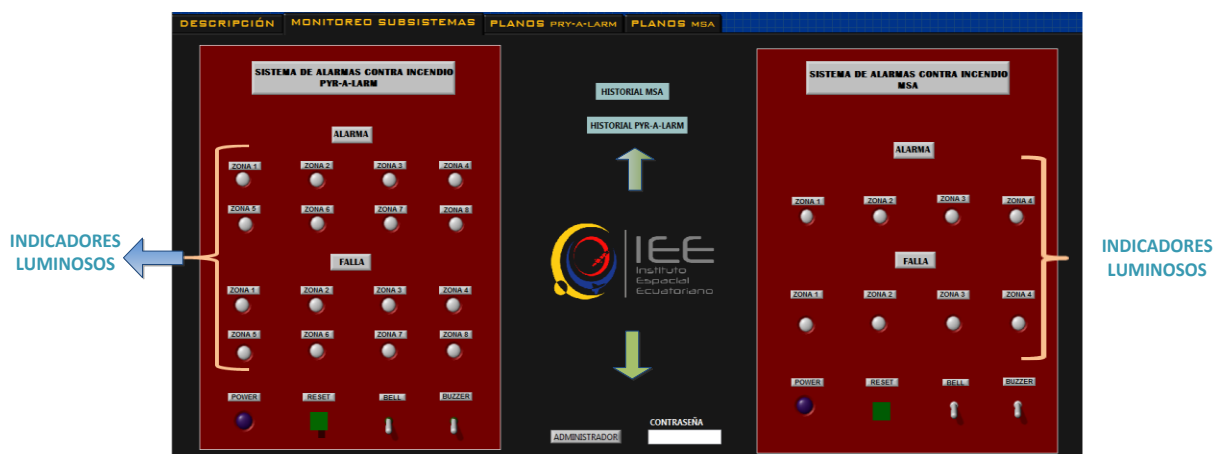 DESCRIPCIÓN
MONITOREO SUBSISTEMAS
PLANOS PRY-A-LARM
PLANOS MSA
SISTEMA DE ALARMAS CONTRA INCENDIO
PYR-A-LARM
ALARMA
ZONA 1
ZONA 2
ZONA 3
ZONA 4
ZONA 5
ZONA 6
ZONA 7
ZONA 8
FALLA
ZONA 1
ZONA 2
ZONA 3
ZONA 4
ZONA 5
ZONA 6
ZONA 7
ZONA 8
POWER
RESET
BELL
BUZZER
INDICADORES
LUMINOSOS
HISTORIAL MSA
HISTORIAL PYR-A-LARM
IEE
Instituto
Espacial
Ecuatoriano
CONTRASEÑA
ADMINISTRADOR
SISTEMA DE ALARMAS CONTRA INCENDIO
MSA
ALARMA
ZONA 1
ZONA 2
ZONA 3
ZONA 4
FALLA
ZONA 1
ZONA 2
ZONA 3
ZONA 4
POWER
RESET
BELL
BUZZER
INDICADORES
LUMINOSOS